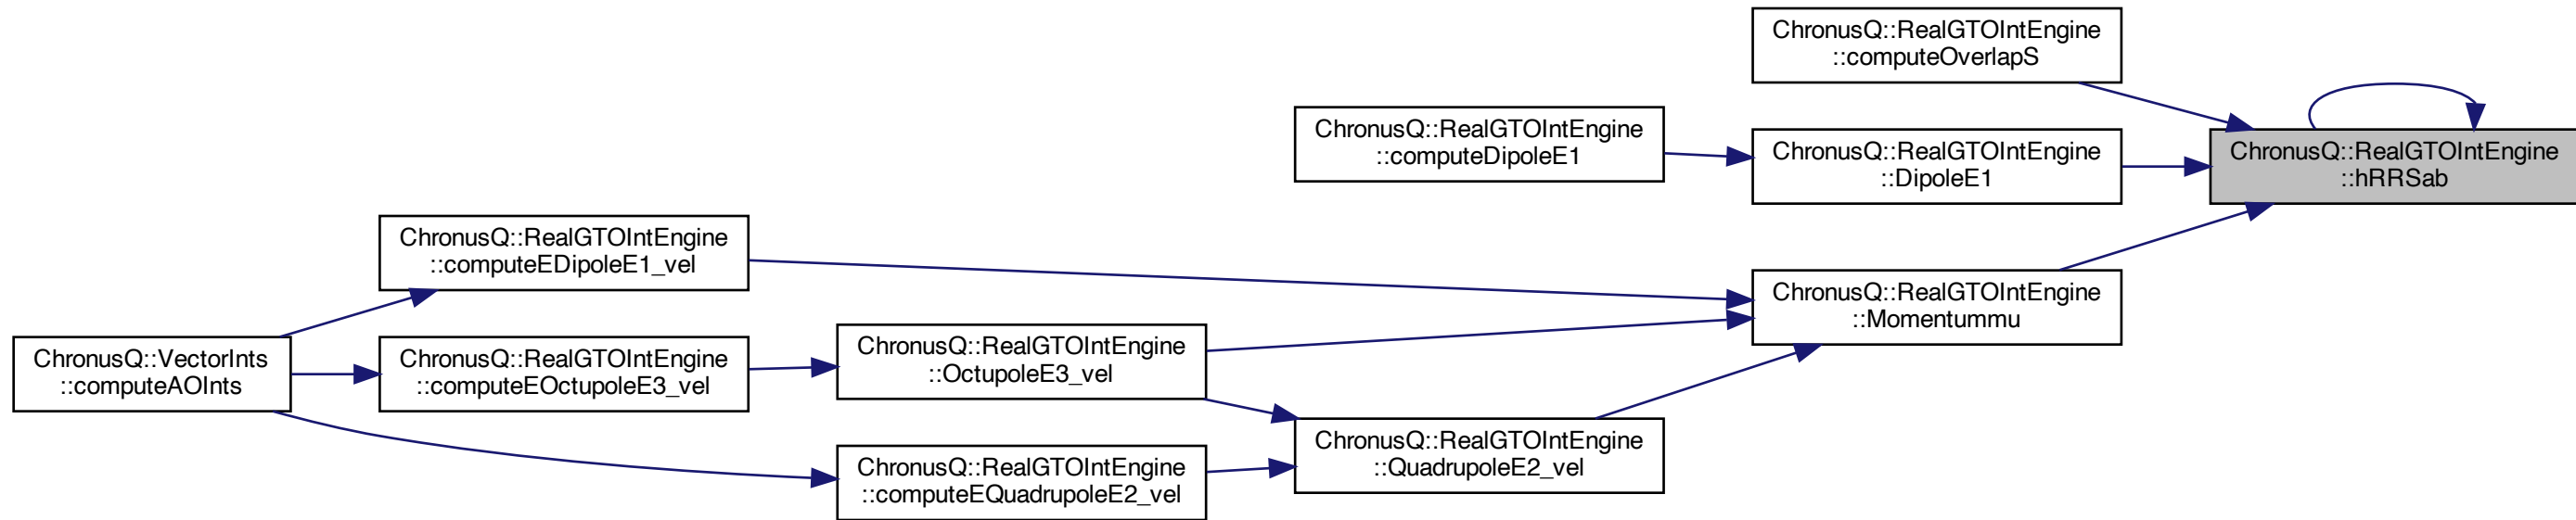 ChronusQ::RealGTOIntEngine
::computeOverlapS
ChronusQ::RealGTOIntEngine
::computeDipoleE1
ChronusQ::RealGTOIntEngine
::DipoleE1
ChronusQ::RealGTOIntEngine
::hRRSab
ChronusQ::RealGTOIntEngine
::computeEDipoleE1_vel
ChronusQ::RealGTOIntEngine
::Momentummu
ChronusQ::VectorInts
::computeAOInts
ChronusQ::RealGTOIntEngine
::computeEOctupoleE3_vel
ChronusQ::RealGTOIntEngine
::OctupoleE3_vel
ChronusQ::RealGTOIntEngine
::QuadrupoleE2_vel
ChronusQ::RealGTOIntEngine
::computeEQuadrupoleE2_vel